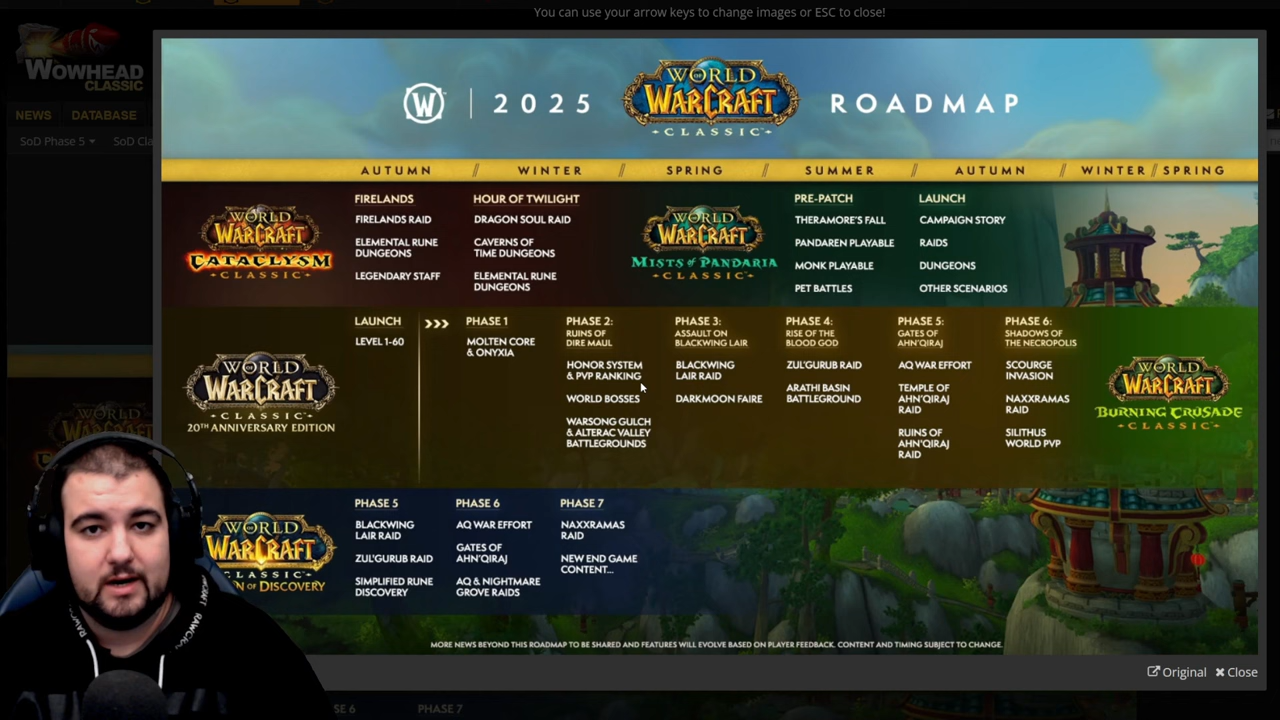 You can use your arrow keys to change images or ESC to close!
WOWHEAD
CLASSIC
NEWS DATABASE
SoD Phase 5 SoD Cla
W 2025 WORLD WARCRAFT CLASSIC ROADMAP
AUTUMN // WINTER // SPRING // SUMMER // AUTUMN // WINTER // SPRING
WORLD
WARCRAFT
CATACLYSM
CLASSIC
FIRELANDS
FIRELANDS RAID
ELEMENTAL RUNE
DUNGEONS
LEGENDARY STAFF
HOUR OF TWILIGHT
DRAGON SOUL RAID
CAVERNS OF
TIME DUNGEONS
ELEMENTAL RUNE
DUNGEONS
WORLD
WARCRAFT
MISTS of PANDARIA
CLASSIC
PRE-PATCH
THERAMORE'S FALL
PANDAREN PLAYABLE
MONK PLAYABLE
PET BATTLES
LAUNCH
CAMPAIGN STORY
RAIDS
DUNGEONS
OTHER SCENARIOS
WORLD
WARCRAFT
CLASSIC
20TH ANNIVERSARY EDITION
LAUNCH
LEVEL 1-60
>>>
PHASE 1
MOLTEN CORE
& ONYXIA
PHASE 2:
RUINS OF
DIRE MAUL
HONOR SYSTEM
& PVP RANKING
WORLD BOSSES
WARSONG GULCH
& ALTERAC VALLEY
BATTLEGROUNDS
PHASE 3:
ASSAULT ON
BLACKWING LAIR
BLACKWING
LAIR RAID
DARKMOON FAIRE
PHASE 4:
RISE OF THE
BLOOD GOD
ZUL'GURUB RAID
ARATHI BASIN
BATTLEGROUND
PHASE 5:
GATES OF
AHN'QIRAJ
AQ WAR EFFORT
TEMPLE OF
AHN'QIRAJ
RAID
RUINS OF
AHN'QIRAJ
RAID
PHASE 6:
SHADOWS OF
THE NECROPOLIS
SCOURGE
INVASION
NAXXRAMAS
RAID
SILITHUS
WORLD PVP
WORLD
WARCRAFT
BURNING CRUSADE
CLASSIC
WORLD
WARCRAFT
CLASSIC
OF DISCOVERY
PHASE 5
BLACKWING
LAIR RAID
ZUL'GURUB RAID
SIMPLIFIED RUNE
DISCOVERY
PHASE 6
AQ WAR EFFORT
GATES OF
AHN'QIRAJ
AQ & NIGHTMARE
GROVE RAIDS
PHASE 7
NAXXRAMAS
RAID
NEW END GAME
CONTENT...
MORE NEWS BEYOND THIS ROADMAP TO BE SHARED AND FEATURES WILL EVOLVE BASED ON PLAYER FEEDBACK. CONTENT AND TIMING SUBJECT TO CHANGE.
Original Close
SE 6 PHASE 7